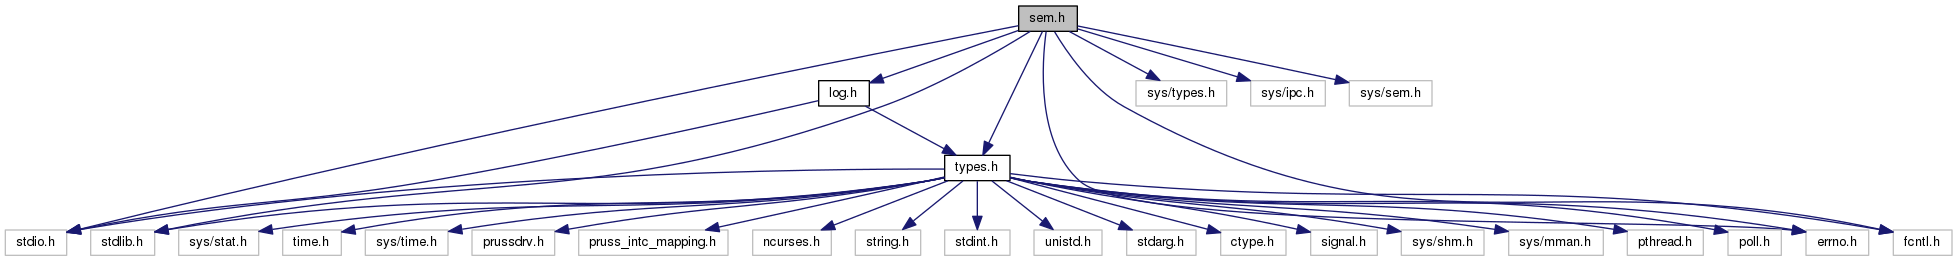 sem.h
log.h
sys/types.h
sys/ipc.h
sys/sem.h
types.h
stdio.h
stdlib.h
sys/stat.h
time.h
sys/time.h
prussdrv.h
pruss_intc_mapping.h
ncurses.h
string.h
stdint.h
unistd.h
stdarg.h
ctype.h
signal.h
sys/shm.h
sys/mman.h
pthread.h
poll.h
errno.h
fcntl.h